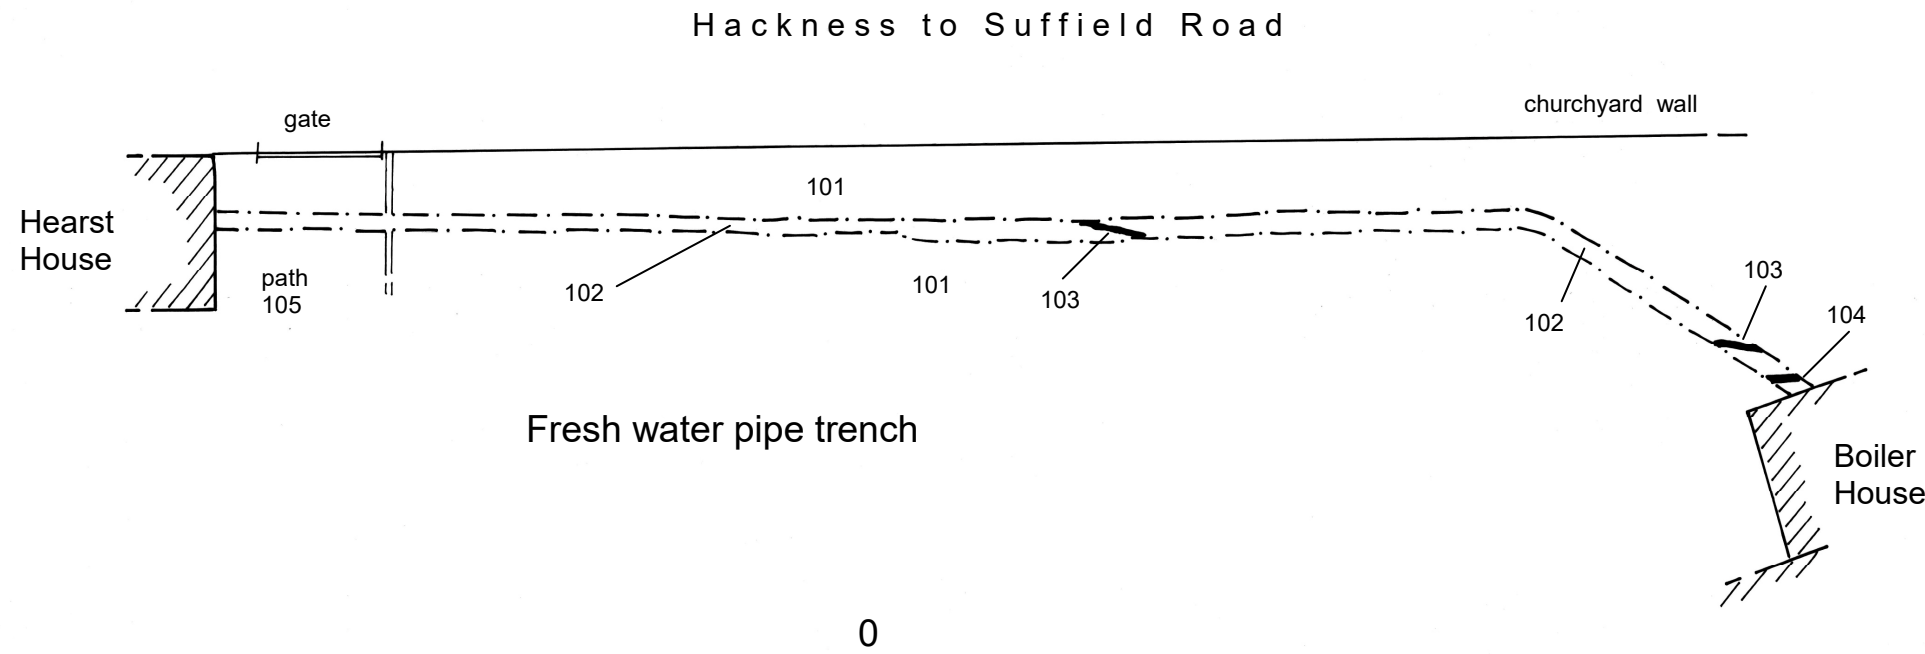 Hackness to Suffield Road
churchyard wall
gate
101
Hearst
House
path
105
102
101
103
102
103
104
Fresh water pipe trench
Boiler
House
0